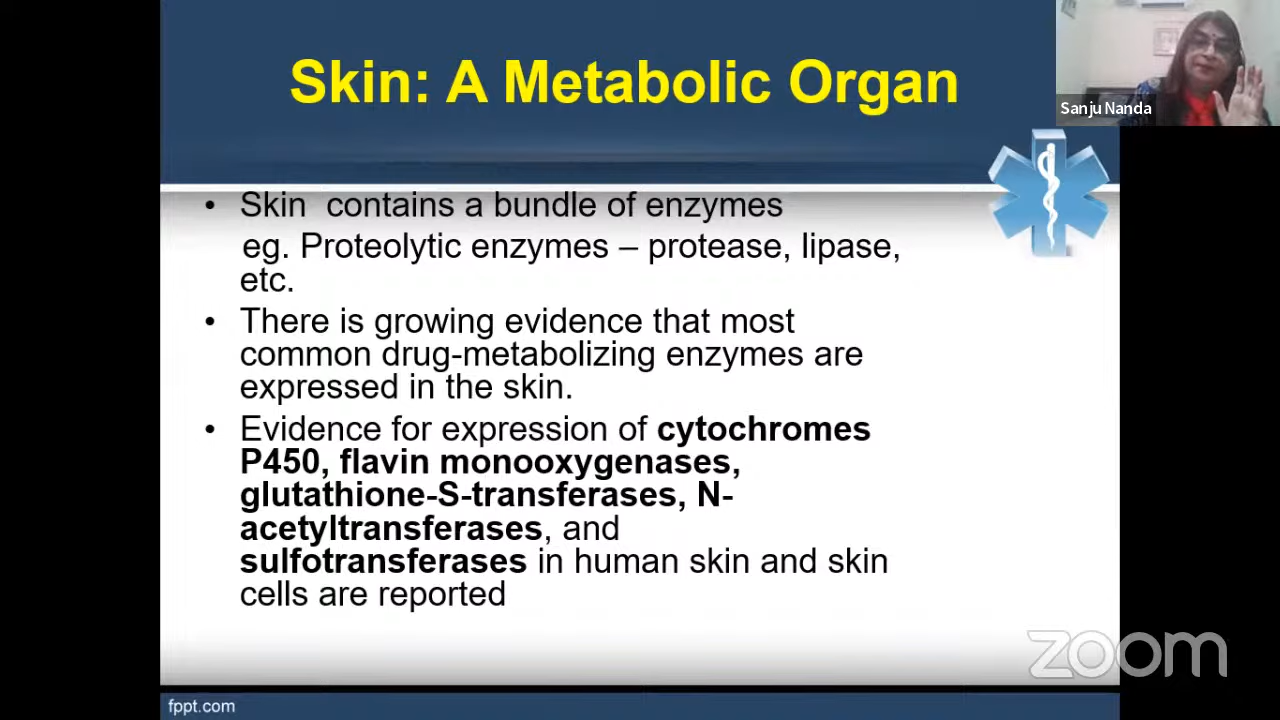 Skin: A Metabolic Organ
Sanju Nanda
• Skin contains a bundle of enzymes
eg. Proteolytic enzymes – protease, lipase,
etc.
• There is growing evidence that most
common drug-metabolizing enzymes are
expressed in the skin.
• Evidence for expression of cytochromes
P450, flavin monooxygenases,
glutathione-S-transferases, N-
acetyltransferases, and
sulfotransferases in human skin and skin
cells are reported
zoom
fppt.com